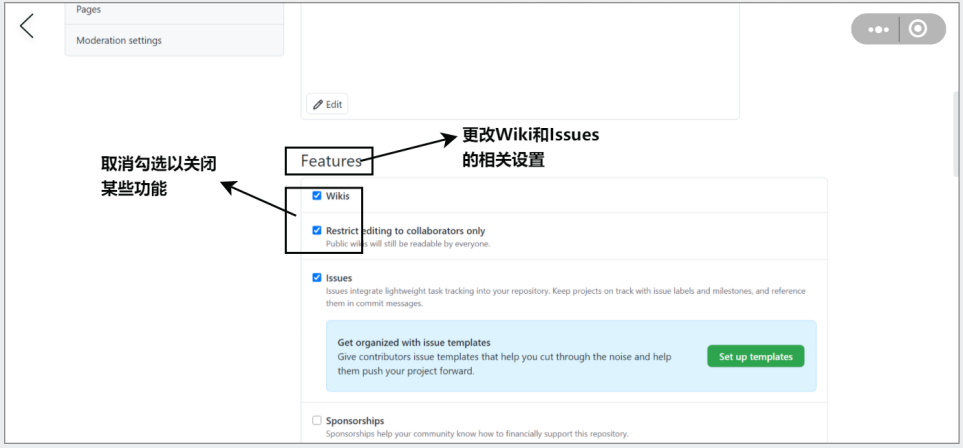 Pages
Moderation settings
Edit
更改Wiki和Issues
的相关设置
Features
取消勾选以关闭
某些功能
Wikis
Restrict editing to collaborators only
Public wikis will still be readable by everyone.
Issues
Issues integrate lightweight task tracking into your repository. Keep projects on track with issue labels and milestones, and reference
them in commit messages.
Get organized with issue templates
Give contributors issue templates that help you cut through the noise and help
them push your project forward.
Set up templates
Sponsorships
Sponsorships help your community know how to financially support this repository.